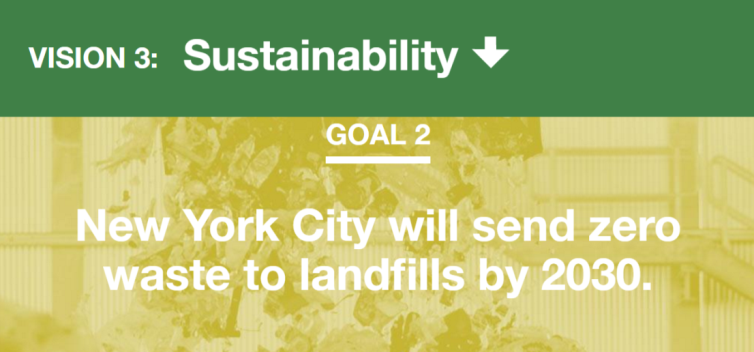 VISION 3: Sustainability
GOAL 2
New York City will send zero
waste to landfills by 2030.